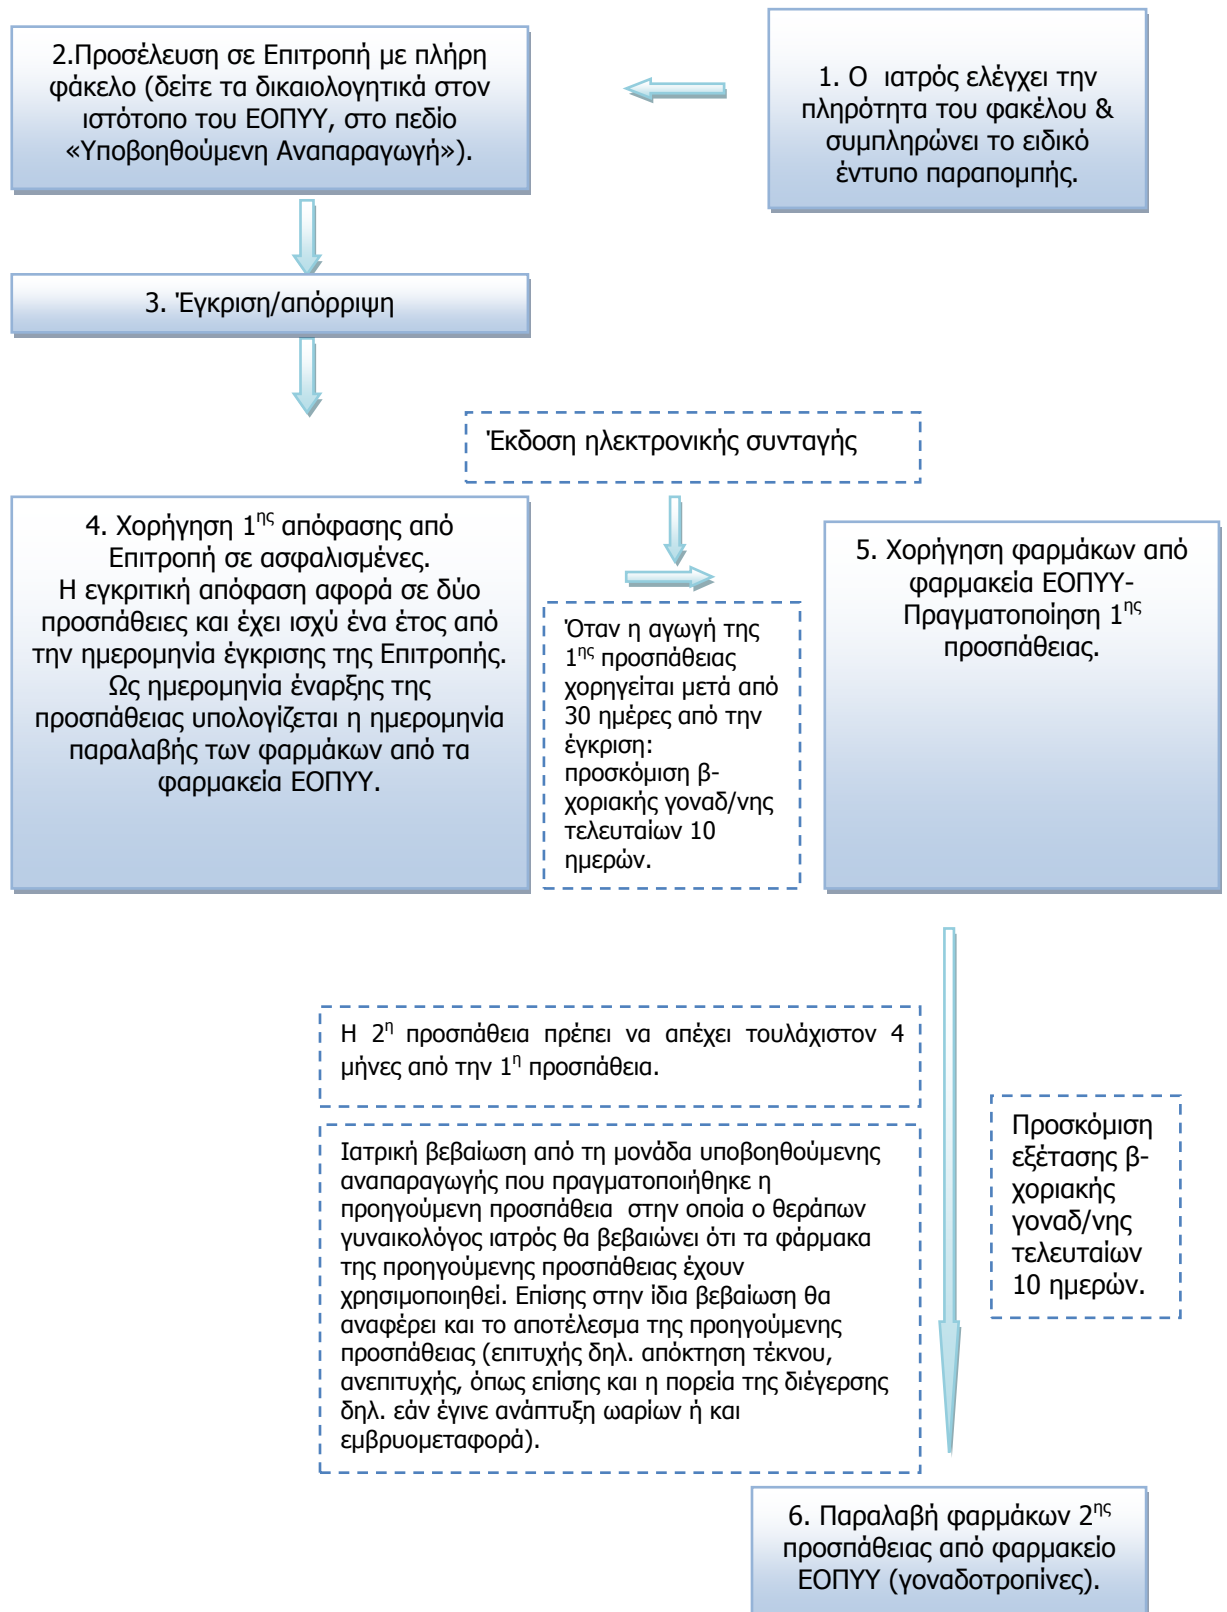 1. Ο ιατρός ελέγχει την
πληρότητα του φακέλου &
συμπληρώνει το ειδικό
έντυπο παραπομπής.
2.Προσέλευση σε Επιτροπή με πλήρη
φάκελο (δείτε τα δικαιολογητικά στον
ιστότοπο του ΕΟΠΥΥ, στο πεδίο
«Υποβοηθούμενη Αναπαραγωγή»).
3. Έγκριση/απόρριψη
Έκδοση ηλεκτρονικής συνταγής
4. Χορήγηση 1ης απόφασης από
Επιτροπή σε ασφαλισμένες.
Η εγκριτική απόφαση αφορά σε δύο
προσπάθειες και έχει ισχύ ένα έτος από
την ημερομηνία έγκρισης της Επιτροπής.
Ως ημερομηνία έναρξης της
προσπάθειας υπολογίζεται η ημερομηνία
παραλαβής των φαρμάκων από τα
φαρμακεία ΕΟΠΥΥ.
Όταν η αγωγή της
1ης προσπάθειας
χορηγείται μετά από
30 ημέρες από την
έγκριση:
προσκόμιση β-
χοριακής γοναδ/νης
τελευταίων 10
ημερών.
5. Χορήγηση φαρμάκων από
φαρμακεία ΕΟΠΥΥ-
Πραγματοποίηση 1ης
προσπάθειας.
Η 2η προσπάθεια πρέπει να απέχει τουλάχιστον 4
μήνες από την 1η προσπάθεια.
Ιατρική βεβαίωση από τη μονάδα υποβοηθούμενης
αναπαραγωγής που πραγματοποιήθηκε η
προηγούμενη προσπάθεια στην οποία ο θεράπων
γυναικολόγος ιατρός θα βεβαιώνει ότι τα φάρμακα
της προηγούμενης προσπάθειας έχουν
χρησιμοποιηθεί. Επίσης στην ίδια βεβαίωση θα
αναφέρει και το αποτέλεσμα της προηγούμενης
προσπάθειας (επιτυχής δηλ. απόκτηση τέκνου,
ανεπιτυχής, όπως επίσης και η πορεία της διέγερσης
δηλ. εάν έγινε ανάπτυξη ωαρίων ή και
εμβρυομεταφορά).
Προσκόμιση
εξέτασης β-
χοριακής
γοναδ/νης
τελευταίων
10 ημερών.
6. Παραλαβή φαρμάκων 2ης
προσπάθειας από φαρμακείο
ΕΟΠΥΥ (γοναδοτροπίνες).